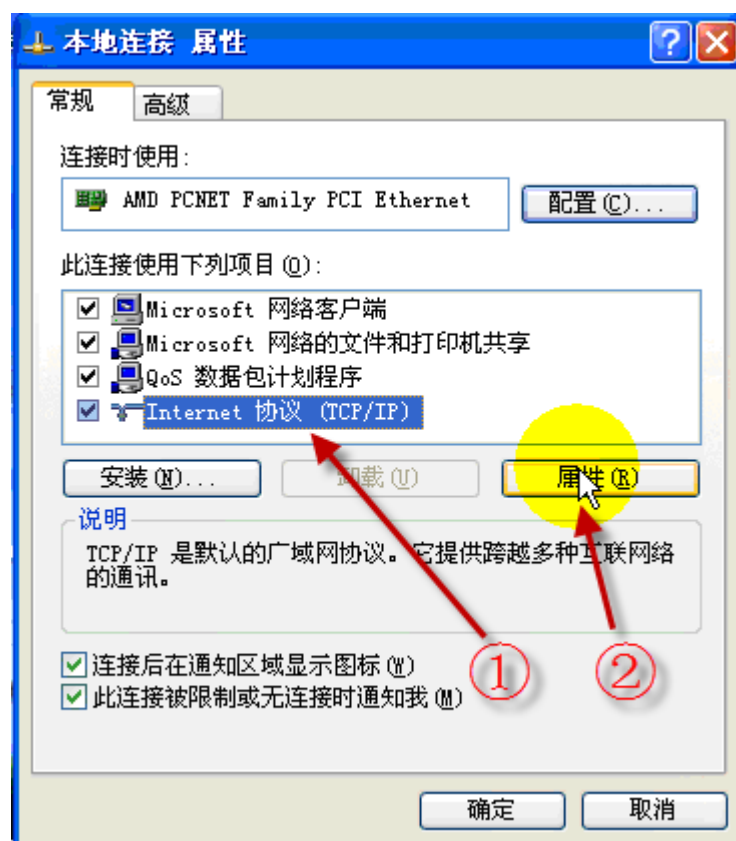 本地连接 属性
常规
高级
连接时使用:
AMD PCNET Family PCI Ethernet
配置(C)...
此连接使用下列项目(O):
Microsoft 网络客户端
Microsoft 网络的文件和打印机共享
QoS 数据包计划程序
Internet 协议 (TCP/IP)
安装(N)...
卸载(U)
属性(R)
说明
TCP/IP 是默认的广域网协议。它提供跨越多种互联网络
的通讯。
连接后在通知区域显示图标(W)
此连接被限制或无连接时通知我(M)
①
②
确定
取消